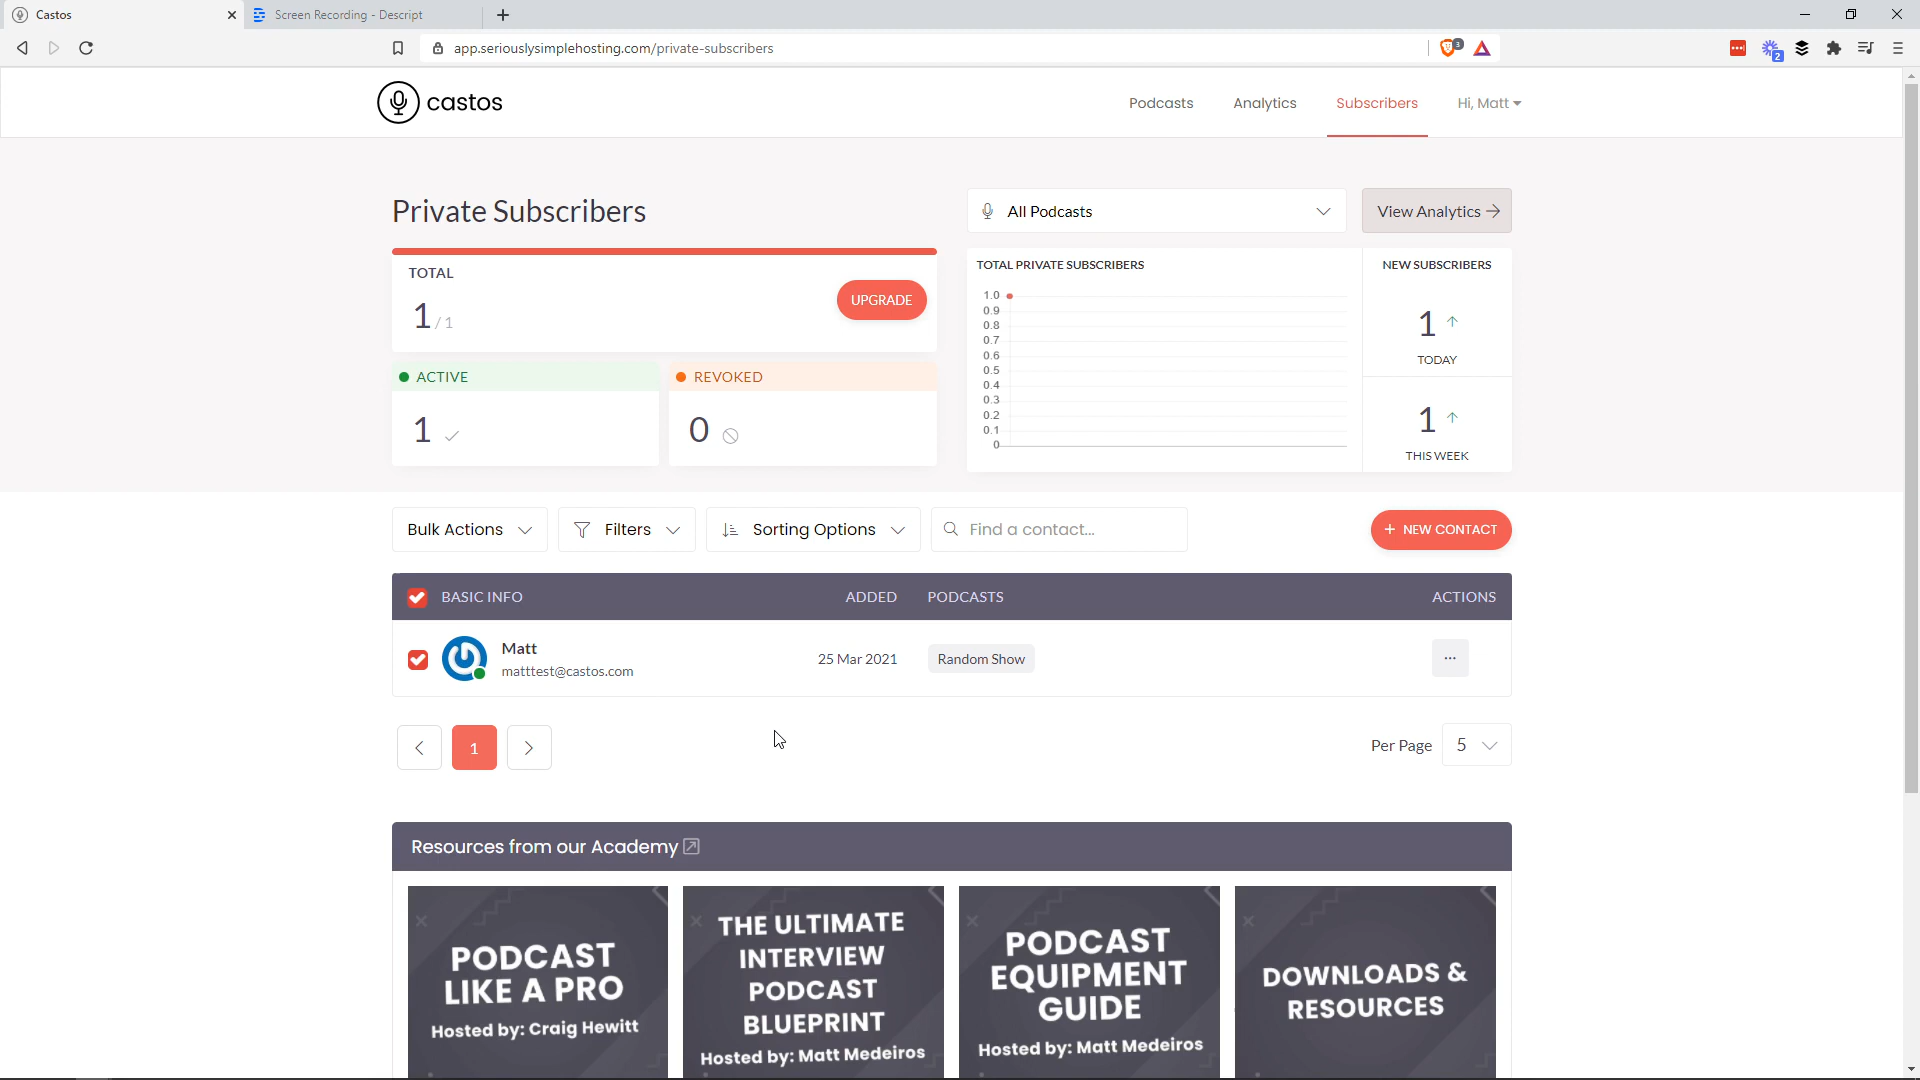 Castos
Screen Recording - Descript
app.seriouslysimplehosting.com/private-subscribers
3
2
castos
Podcasts
Analytics
Subscribers
Hi, Matt
Private Subscribers
All Podcasts
View Analytics
TOTAL
1 / 1
UPGRADE
ACTIVE
1
REVOKED
0
TOTAL PRIVATE SUBSCRIBERS
1.0
0.9
0.8
0.7
0.6
0.5
0.4
0.3
0.2
0.1
0
NEW SUBSCRIBERS
1
TODAY
1
THIS WEEK
Bulk Actions
Filters
Sorting Options
Find a contact...
+ NEW CONTACT
BASIC INFO
ADDED
PODCASTS
ACTIONS
Matt
matttest@castos.com
25 Mar 2021
Random Show
...
1
Per Page
5
Resources from our Academy
PODCAST
LIKE A PRO
Hosted by: Craig Hewitt
THE ULTIMATE
INTERVIEW
PODCAST
BLUEPRINT
Hosted by: Matt Medeiros
PODCAST
EQUIPMENT
GUIDE
Hosted by: Matt Medeiros
DOWNLOADS &
RESOURCES